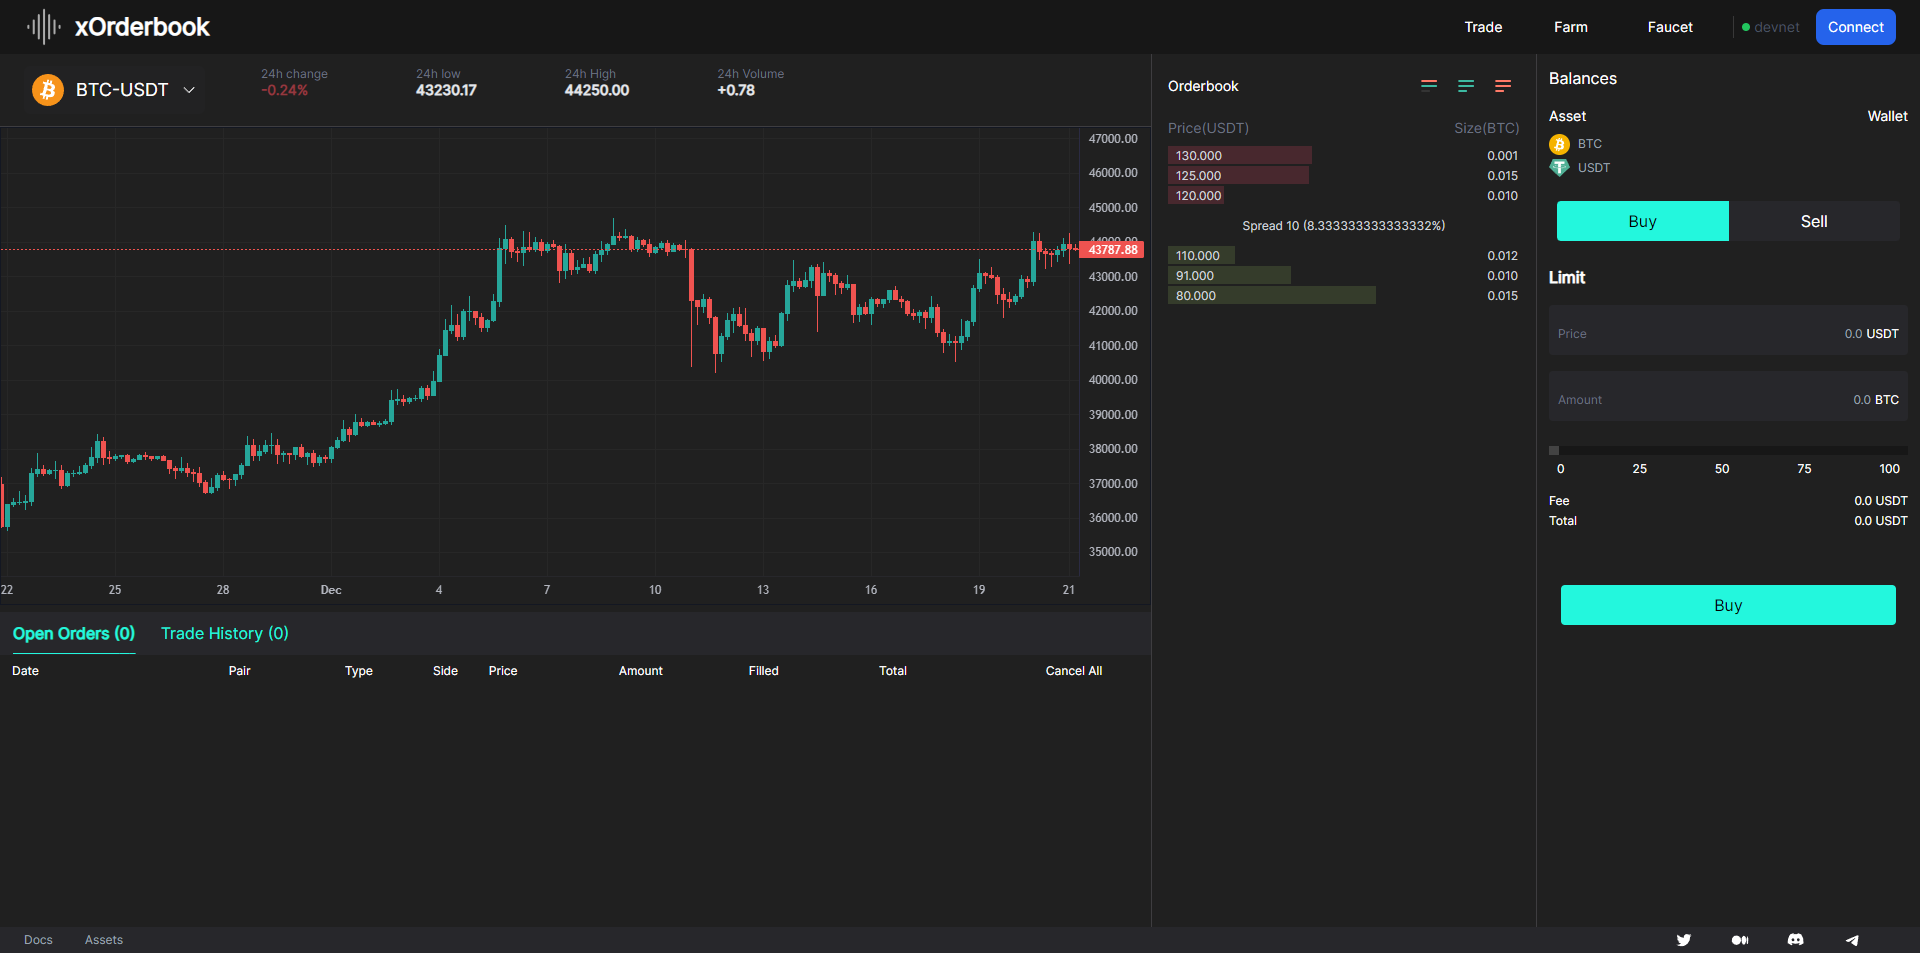 xOrderbook
Trade Farm Faucet devnet Connect
BTC-USDT
24h change 24h low 24h High 24h Volume
-0.24% 43230.17 44250.00 +0.78
47000.00
46000.00
45000.00
44000.00
43787.88
43000.00
42000.00
41000.00
40000.00
39000.00
38000.00
37000.00
36000.00
35000.00
22 25 28 Dec 4 7 10 13 16 19 21
Open Orders (0) Trade History (0)
Date Pair Type Side Price Amount Filled Total Cancel All
Orderbook
Price(USDT) Size(BTC)
130.000 0.001
125.000 0.015
120.000 0.010
Spread 10 (8.333333333333332%)
110.000 0.012
91.000 0.010
80.000 0.015
Balances
Asset Wallet
BTC
USDT
Buy Sell
Limit
Price 0.0 USDT
Amount 0.0 BTC
0 25 50 75 100
Fee 0.0 USDT
Total 0.0 USDT
Buy
Docs Assets